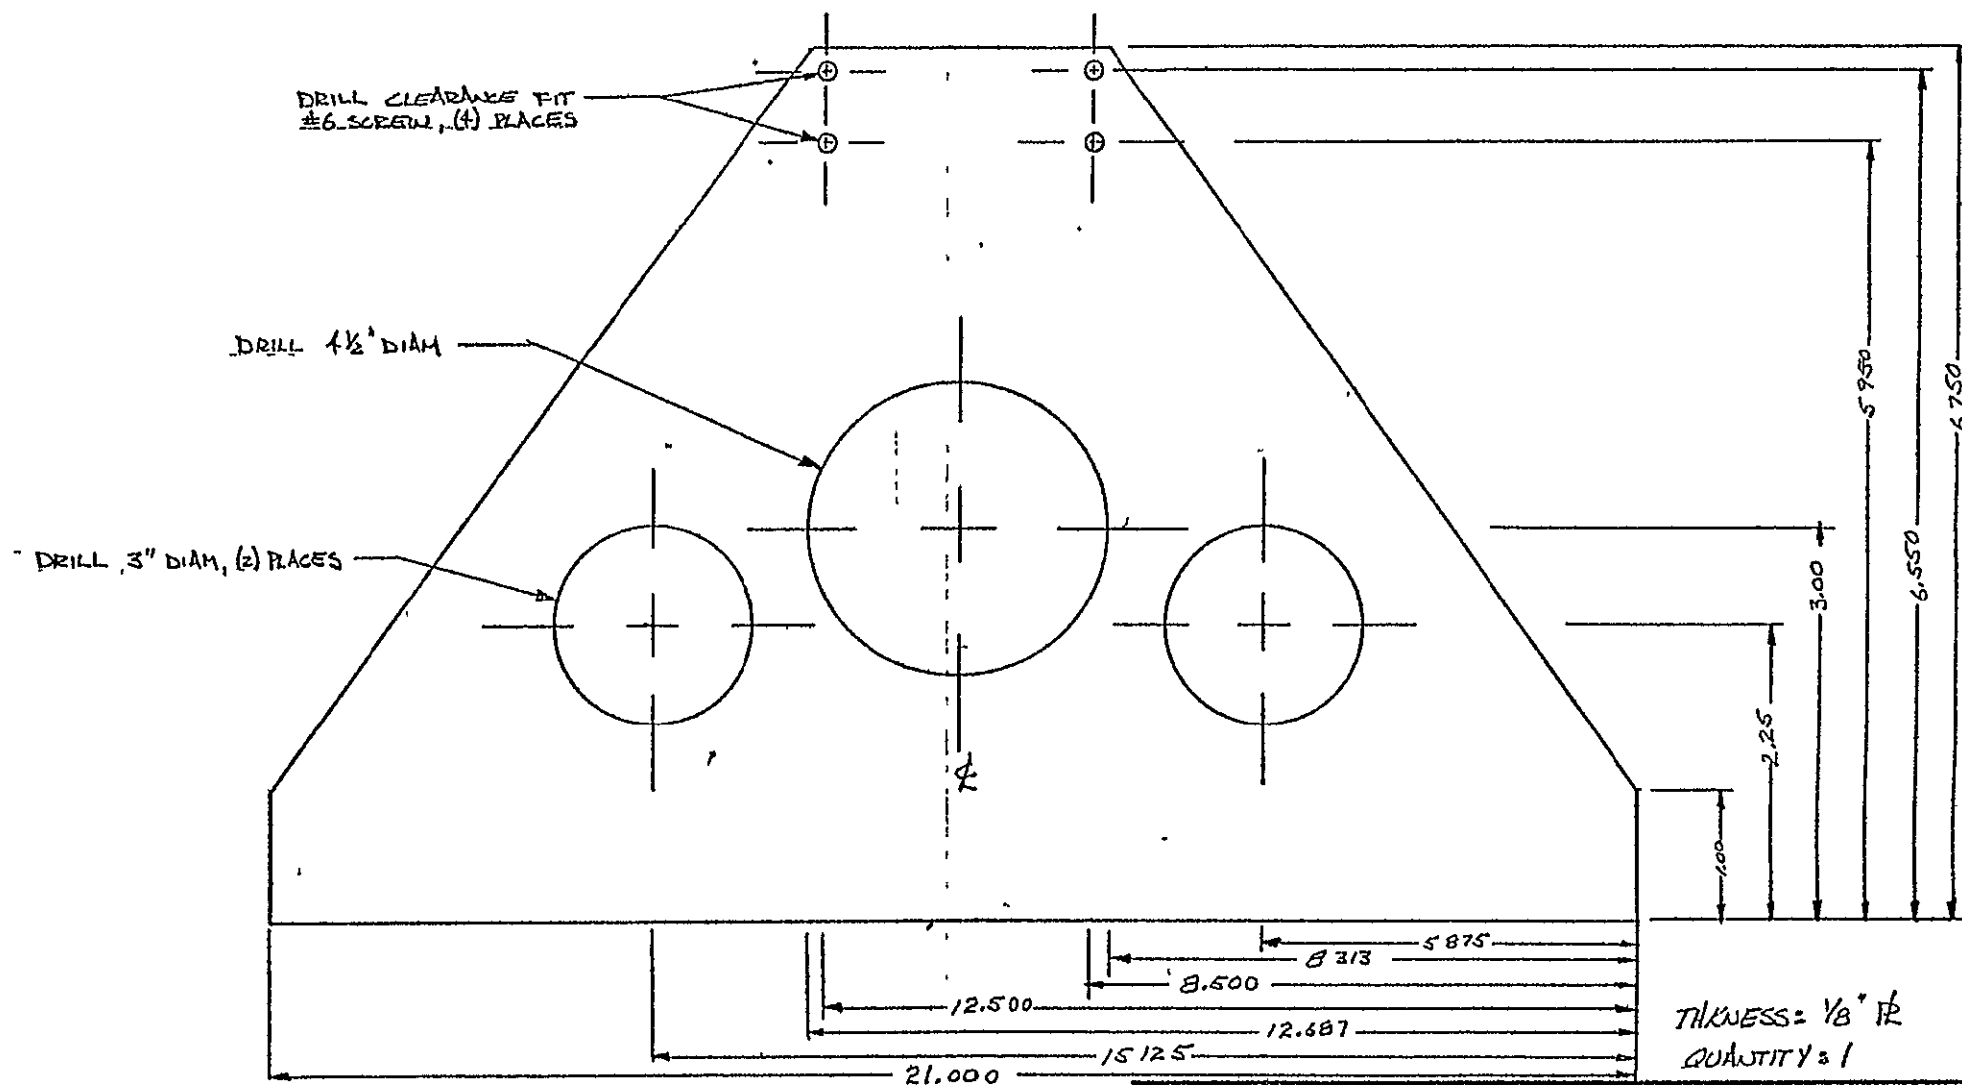 DRILL CLEARANCE FIT
#6 SCREW, (4) PLACES
DRILL 4½" DIAM
DRILL 3" DIAM, (2) PLACES
℄
5 950
6.750
6.550
3.00
2.25
1.00
5 875
8 313
8.500
12.500
12.687
15 125
21.000
THKNESS = 1/8" PL
QUANTITY = 1